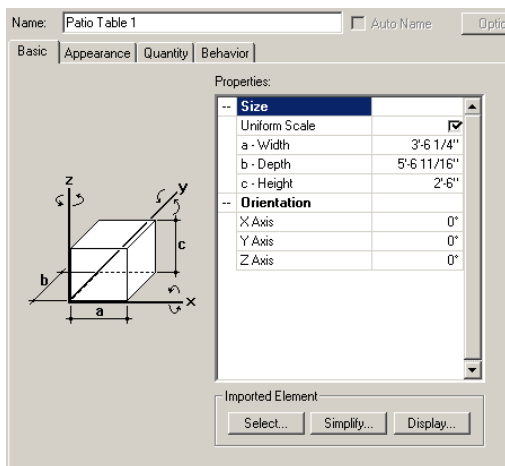 Name: Patio Table 1 Auto Name Optic
Basic Appearance Quantity Behavior
Properties:
-- Size
Uniform Scale
a - Width 3'-6 1/4"
b - Depth 5'-6 11/16"
c - Height 2'-6"
-- Orientation
X Axis 0°
Y Axis 0°
Z Axis 0°
z
y
c
b
x
a
Imported Element
Select... Simplify... Display...